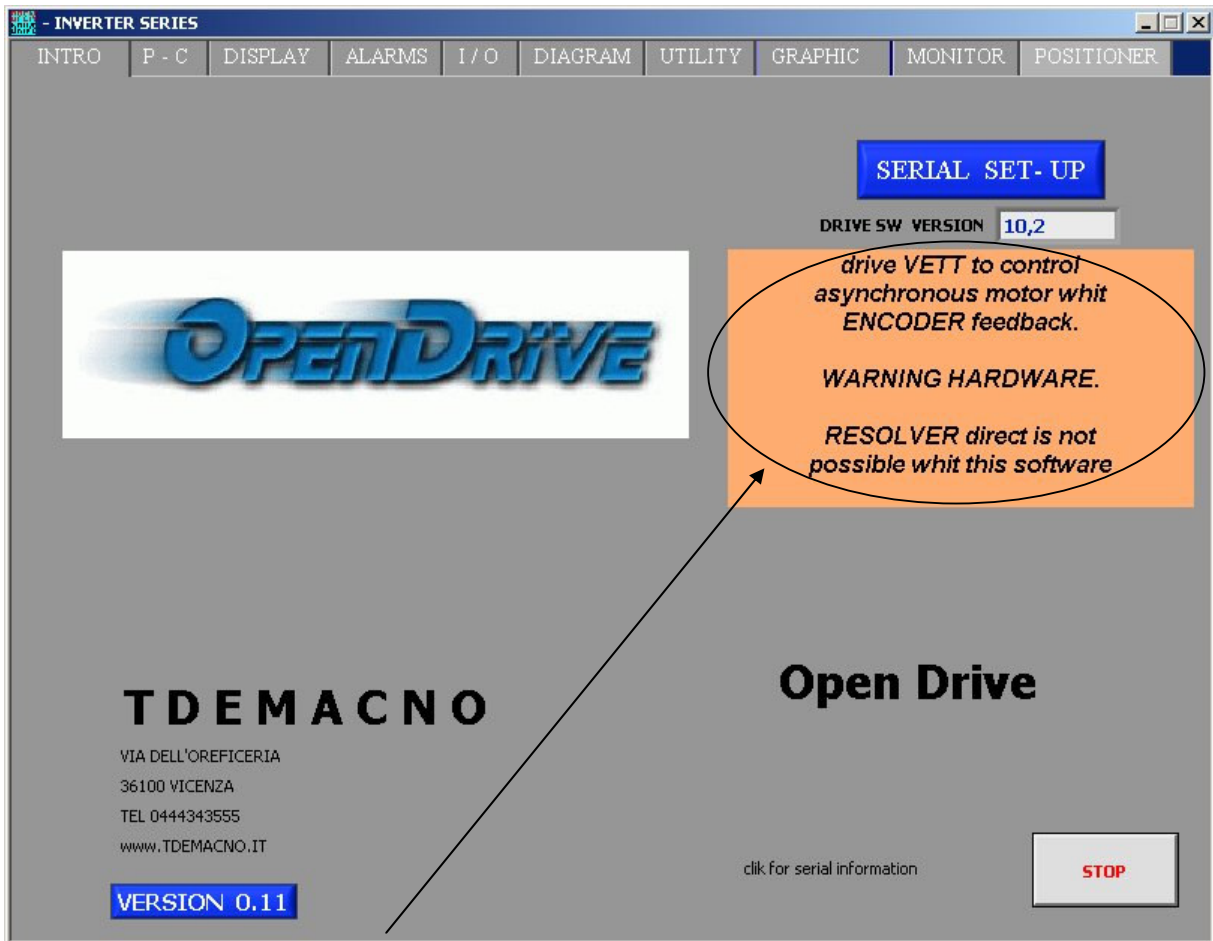 - INVERTER SERIES
INTRO P - C DISPLAY ALARMS I / O DIAGRAM UTILITY GRAPHIC MONITOR POSITIONER
SERIAL SET- UP
DRIVE SW VERSION 10,2
OPENDRIVE
drive VETT to control
asynchronous motor whit
ENCODER feedback.
WARNING HARDWARE.
RESOLVER direct is not
possible whit this software
Open Drive
TDEMACNO
VIA DELL'OREFICERIA
36100 VICENZA
TEL 0444343555
www.TDEMACNO.IT
clik for serial information
STOP
VERSION 0.11